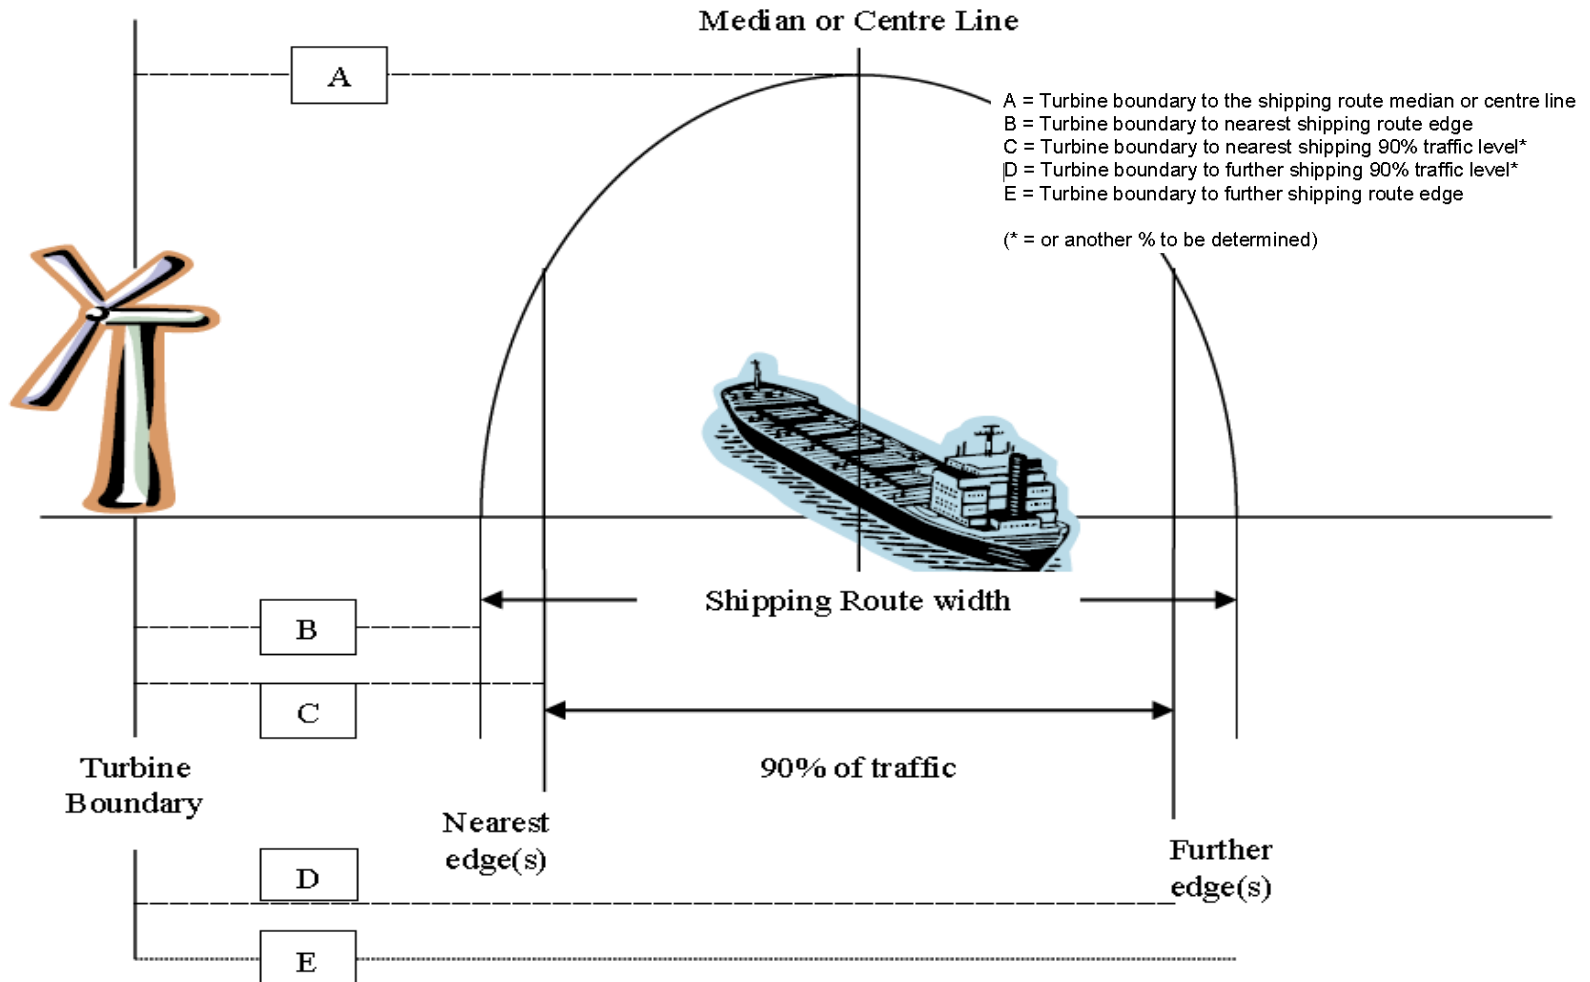 Median or Centre Line
A
A = Turbine boundary to the shipping route median or centre line
B = Turbine boundary to nearest shipping route edge
C = Turbine boundary to nearest shipping 90% traffic level*
D = Turbine boundary to further shipping 90% traffic level*
E = Turbine boundary to further shipping route edge
(* = or another % to be determined)
Shipping Route width
B
C
90% of traffic
Turbine
Boundary
Nearest
edge(s)
Further
edge(s)
D
E